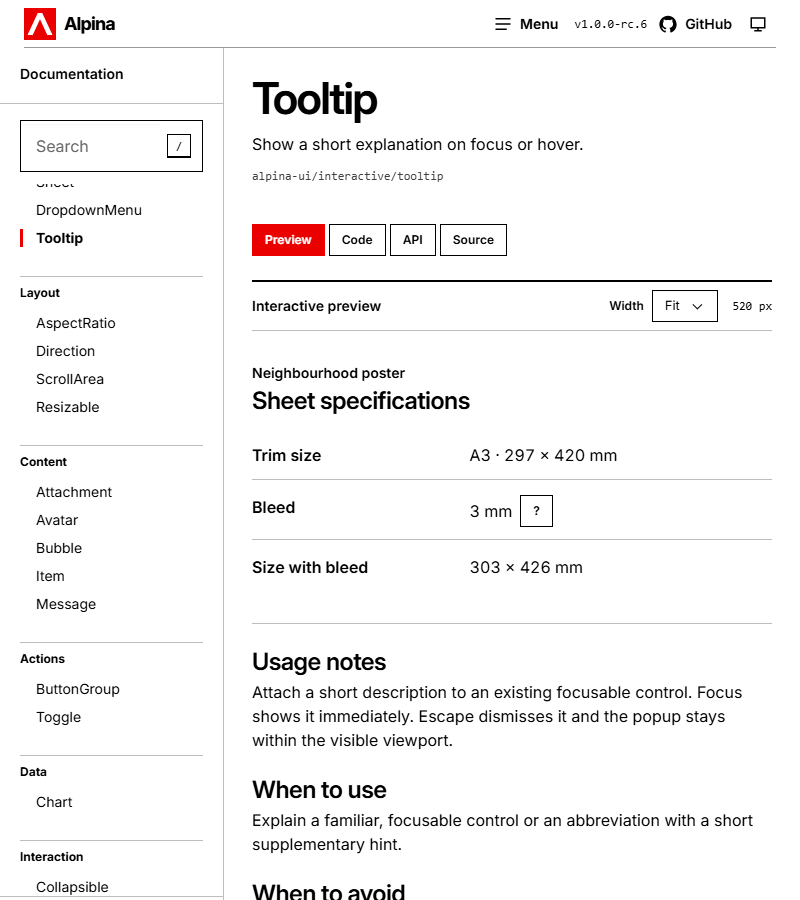 Alpina
Menu
v1.0.0-rc.6
GitHub
Documentation
Search
/
Sheet
DropdownMenu
Tooltip
Layout
AspectRatio
Direction
ScrollArea
Resizable
Content
Attachment
Avatar
Bubble
Item
Message
Actions
ButtonGroup
Toggle
Data
Chart
Interaction
Collapsible
Tooltip
Show a short explanation on focus or hover.
alpina-ui/interactive/tooltip
Preview
Code
API
Source
Interactive preview
Width
Fit
520 px
Neighbourhood poster
Sheet specifications
Trim size
A3 · 297 × 420 mm
Bleed
3 mm
?
Size with bleed
303 × 426 mm
Usage notes
Attach a short description to an existing focusable control. Focus
shows it immediately. Escape dismisses it and the popup stays
within the visible viewport.
When to use
Explain a familiar, focusable control or an abbreviation with a short
supplementary hint.
When to avoid